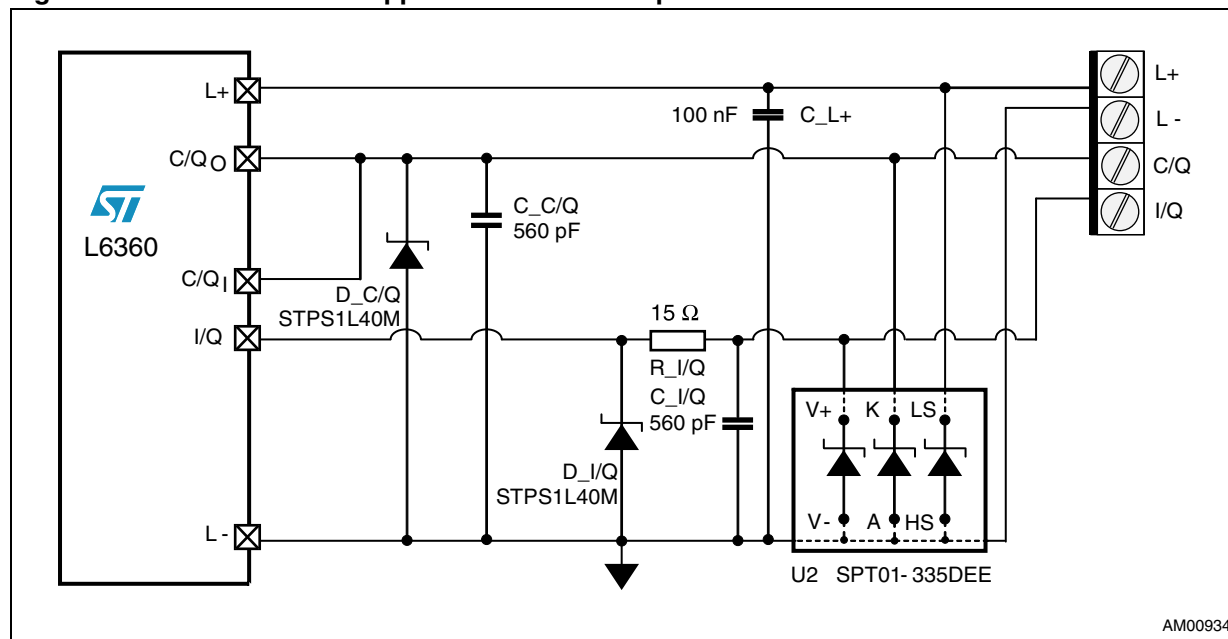 L+
C/QO
L6360
C/QI
I/Q
L -
100 nF
C_L+
C_C/Q
560 pF
D_C/Q
STPS1L40M
15 Ω
R_I/Q
C_I/Q
560 pF
D_I/Q
STPS1L40M
V+ K LS
V- A HS
U2 SPT01- 335DEE
L+
L -
C/Q
I/Q
AM00934